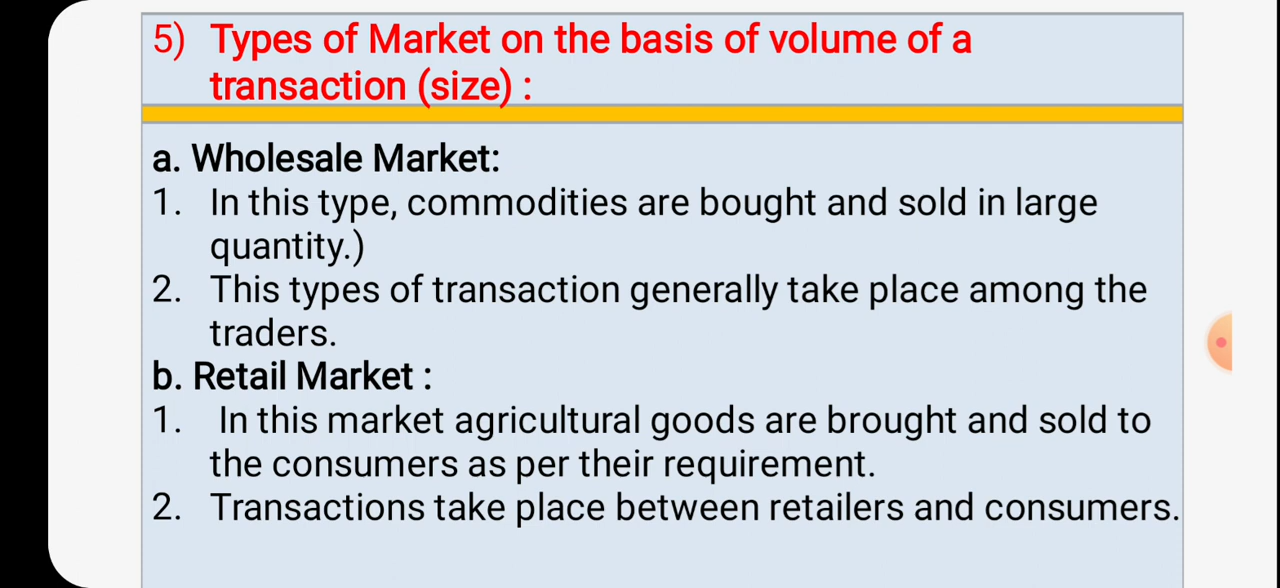 5) Types of Market on the basis of volume of a
transaction (size) :
a. Wholesale Market:
1. In this type, commodities are bought and sold in large
quantity.)
2. This types of transaction generally take place among the
traders.
b. Retail Market :
1. In this market agricultural goods are brought and sold to
the consumers as per their requirement.
2. Transactions take place between retailers and consumers.